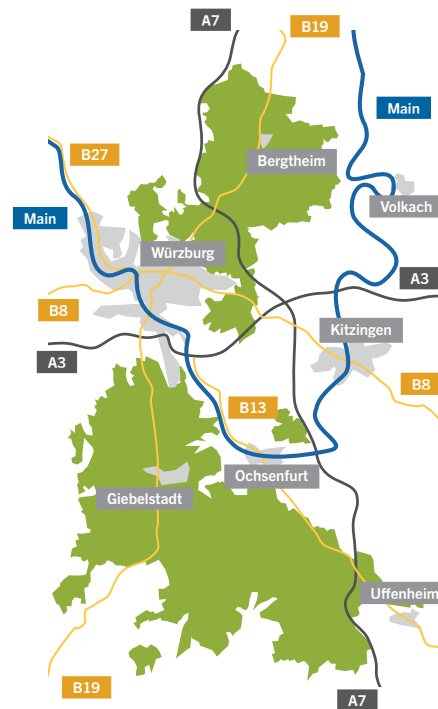 A7
B19
Main
B27
Bergtheim
Volkach
Main
Würzburg
A3
B8
Kitzingen
A3
B8
B13
Ochsenfurt
Giebelstadt
Uffenheim
B19
A7